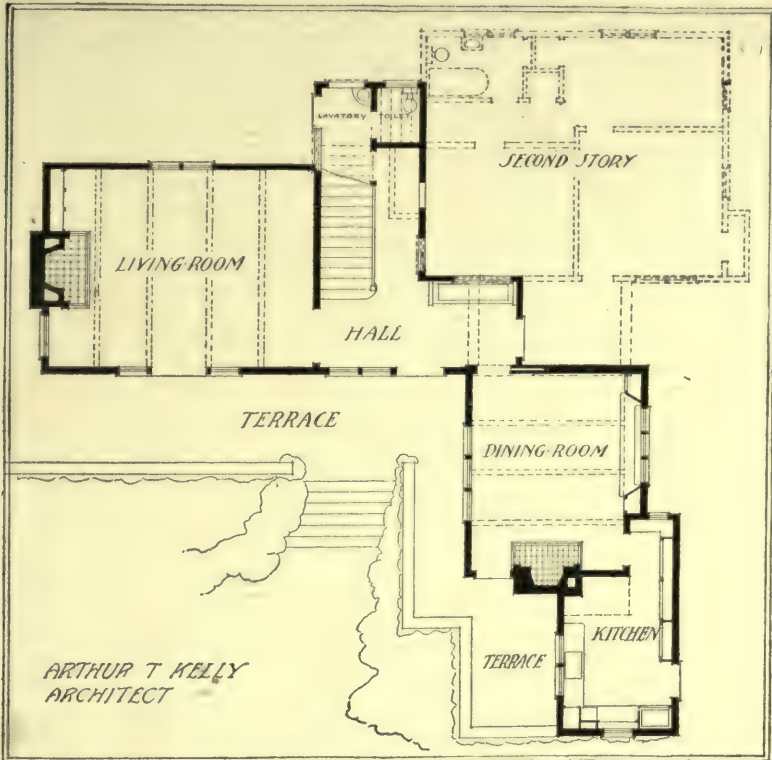 LAVATORY
TOILET
SECOND STORY
LIVING-ROOM
HALL
TERRACE
DINING-ROOM
KITCHEN
TERRACE
ARTHUR T KELLY
ARCHITECT